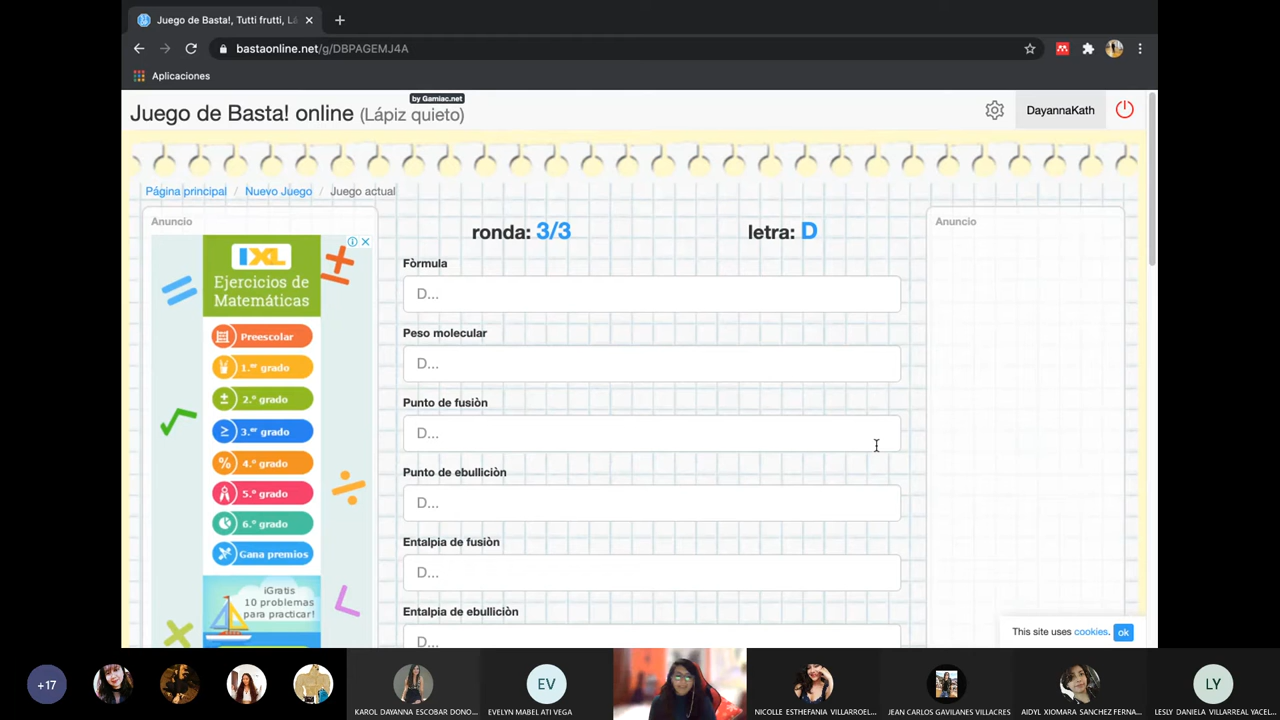 Juego de Basta!, Tutti frutti, Lá
bastaonline.net/g/DBPAGEMJ4A
Aplicaciones
by Gamiac.net
Juego de Basta! online (Lápiz quieto)
DayannaKath
Página principal / Nuevo Juego / Juego actual
Anuncio
IXL
Ejercicios de
Matemáticas
Preescolar
1.er grado
2.º grado
3.er grado
4.º grado
5.º grado
6.º grado
Gana premios
¡Gratis
10 problemas
para practicar!
ronda: 3/3
letra: D
Fòrmula
D...
Peso molecular
D...
Punto de fusiòn
D...
Punto de ebulliciòn
D...
Entalpia de fusiòn
D...
Entalpia de ebulliciòn
D...
Anuncio
This site uses cookies. ok
+17
KAROL DAYANNA ESCOBAR DONO...
EV
EVELYN MABEL ATI VEGA
NICOLLE ESTHEFANIA VILLARROEL...
JEAN CARLOS GAVILANES VILLACRES
AIDYL XIOMARA SANCHEZ FERNA...
LY
LESLY DANIELA VILLARREAL YACEL...